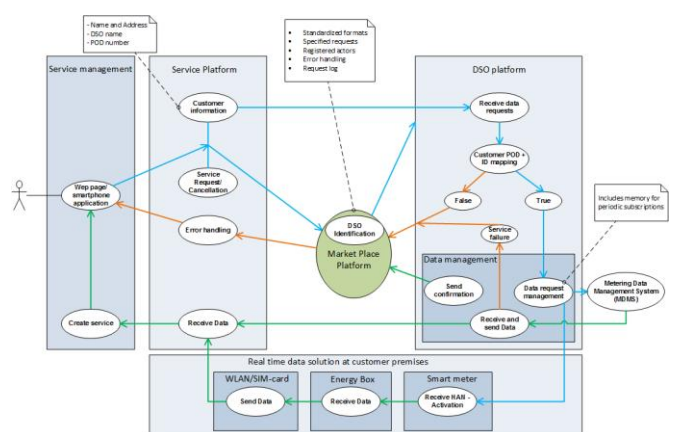 - Name and Address
- DSO name
- POD number
• Standardized formats
• Specified requests
• Registered actors
• Error handling
• Request log
Service management
Service Platform
DSO platform
Customer
information
Receive data
requests
Customer POD +
ID mapping
Service
Request/
Cancellation
Wep page/
smartphone
application
False
True
Includes memory for
periodic subscriptions
DSO
Identification
Error handling
Service
failure
Market Place
Platform
Data management
Send
confirmation
Data request
management
Metering Data
Management System
(MDMS)
Create service
Receive Data
Receive and
send Data
Real time data solution at customer premises
WLAN/SIM-card
Energy Box
Smart meter
Send Data
Receive Data
Receive HAN -
Activation